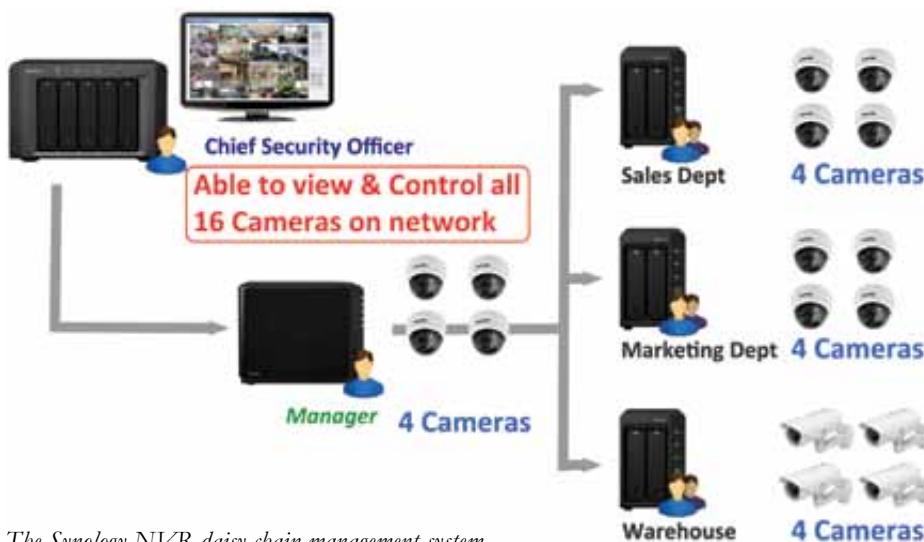 Chief Security Officer
Able to view & Control all
16 Cameras on network
Manager
4 Cameras
Sales Dept
4 Cameras
Marketing Dept
4 Cameras
Warehouse
4 Cameras
The Synology NVR daisy chain management system